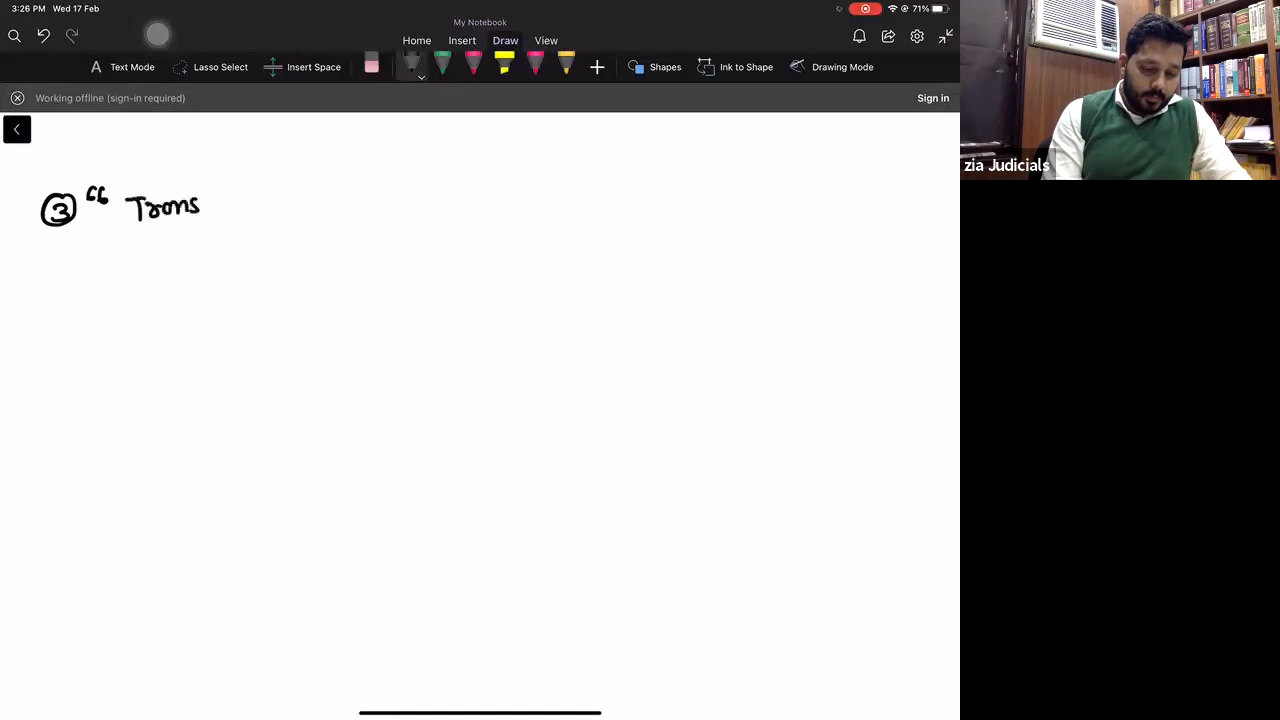 3:26 PM Wed 17 Feb
71%
My Notebook
Home Insert Draw View
A Text Mode Lasso Select Insert Space Shapes Ink to Shape Drawing Mode
Working offline (sign-in required) Sign in
zia Judicials
③ “ Trans